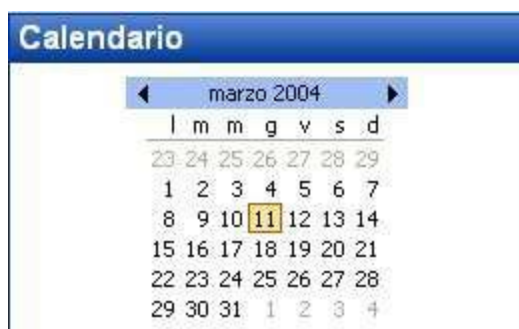 Calendario
marzo 2004
l m m g v s d
23 24 25 26 27 28 29
1 2 3 4 5 6 7
8 9 10 11 12 13 14
15 16 17 18 19 20 21
22 23 24 25 26 27 28
29 30 31 1 2 3 4